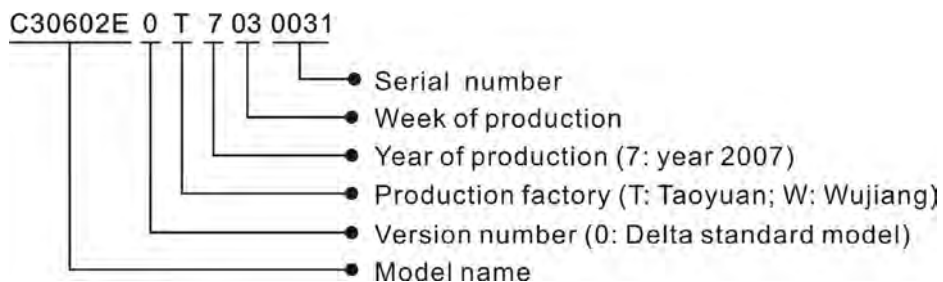 C30602E 0 T 7 03 0031
Serial number
Week of production
Year of production (7: year 2007)
Production factory (T: Taoyuan; W: Wujiang)
Version number (0: Delta standard model)
Model name